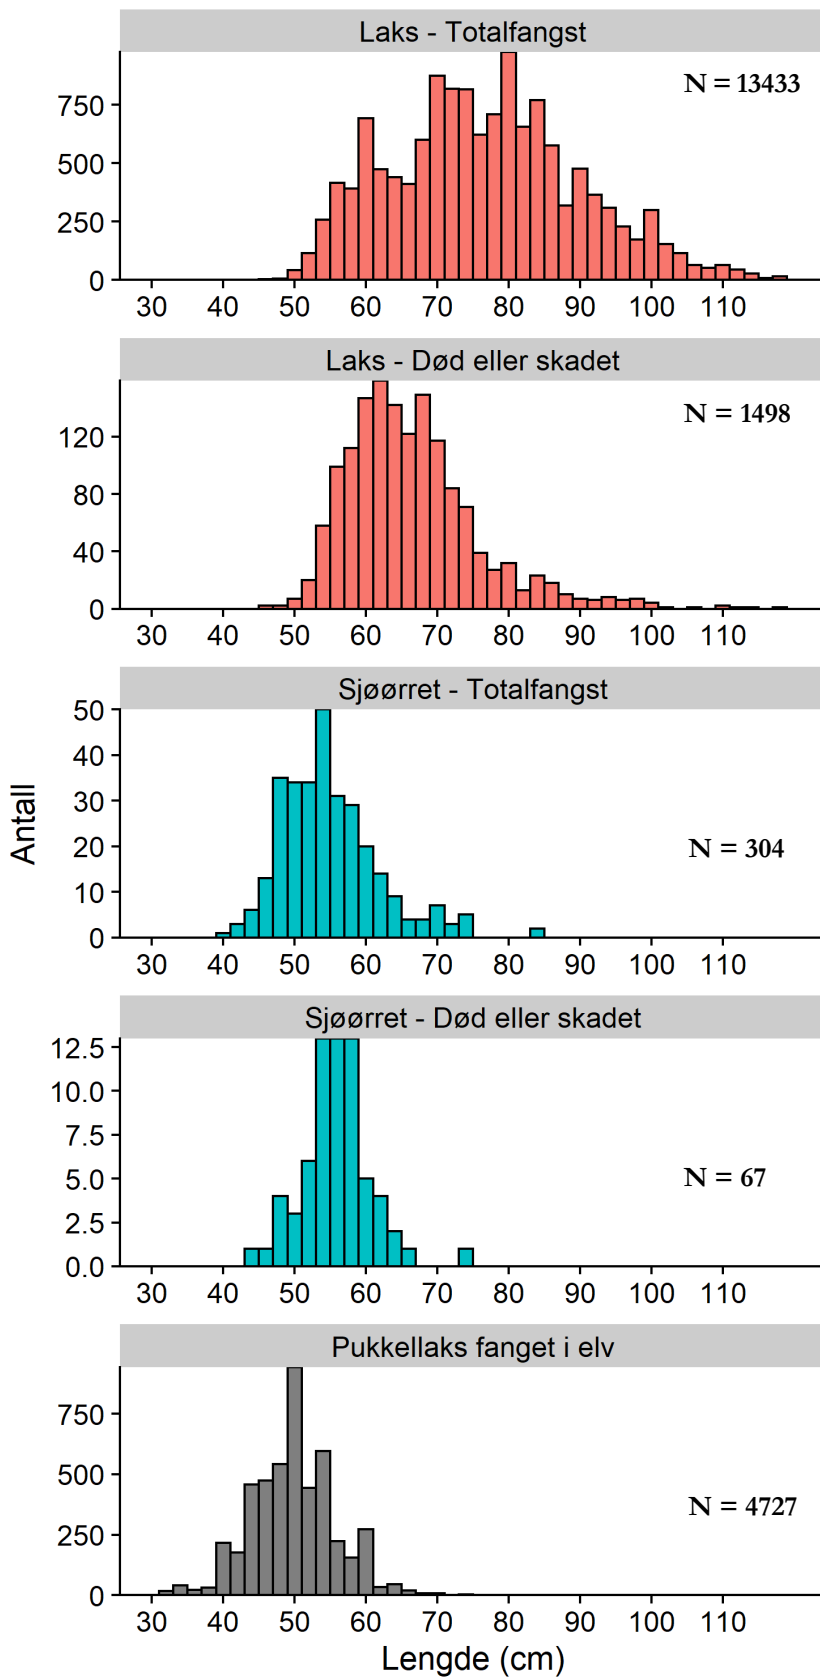 Laks - Totalfangst
N = 13433
750
500
250
0
30 40 50 60 70 80 90 100 110
Laks - Død eller skadet
N = 1498
120
80
40
0
30 40 50 60 70 80 90 100 110
Sjøørret - Totalfangst
50
40
30
N = 304
20
10
0
30 40 50 60 70 80 90 100 110
Antall
Sjøørret - Død eller skadet
12.5
10.0
7.5
N = 67
5.0
2.5
0.0
30 40 50 60 70 80 90 100 110
Pukkellaks fanget i elv
750
500
N = 4727
250
0
30 40 50 60 70 80 90 100 110
Lengde (cm)